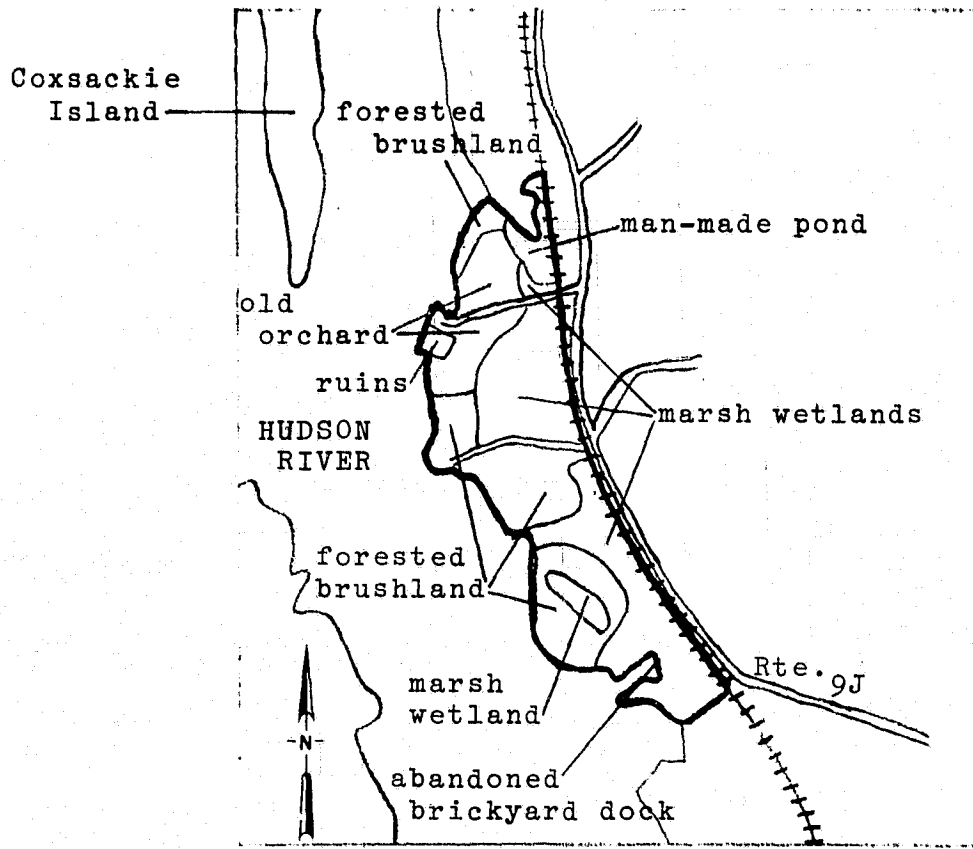 Coxsackie
Island
forested
brushland
man-made pond
old
orchard
ruins
marsh wetlands
HUDSON
RIVER
forested
brushland
Rte. 9J
marsh
wetland
N
abandoned
brickyard dock